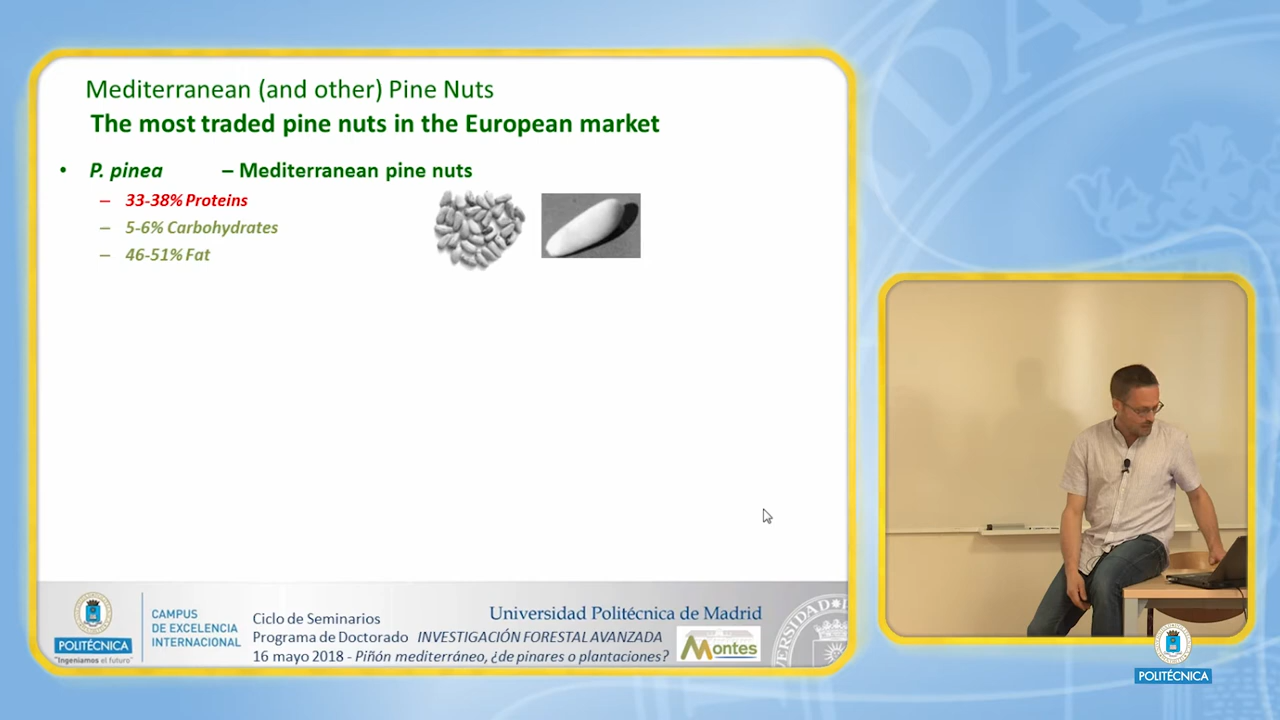 Mediterranean (and other) Pine Nuts
The most traded pine nuts in the European market
• P. pinea – Mediterranean pine nuts
– 33-38% Proteins
– 5-6% Carbohydrates
– 46-51% Fat
POLITÉCNICA
"Ingeniamos el futuro"
CAMPUS
DE EXCELENCIA
INTERNACIONAL
Ciclo de Seminarios
Programa de Doctorado INVESTIGACIÓN FORESTAL AVANZADA
16 mayo 2018 - Piñón mediterráneo, ¿de pinares o plantaciones?
Universidad Politécnica de Madrid
Montes
POLITÉCNICA